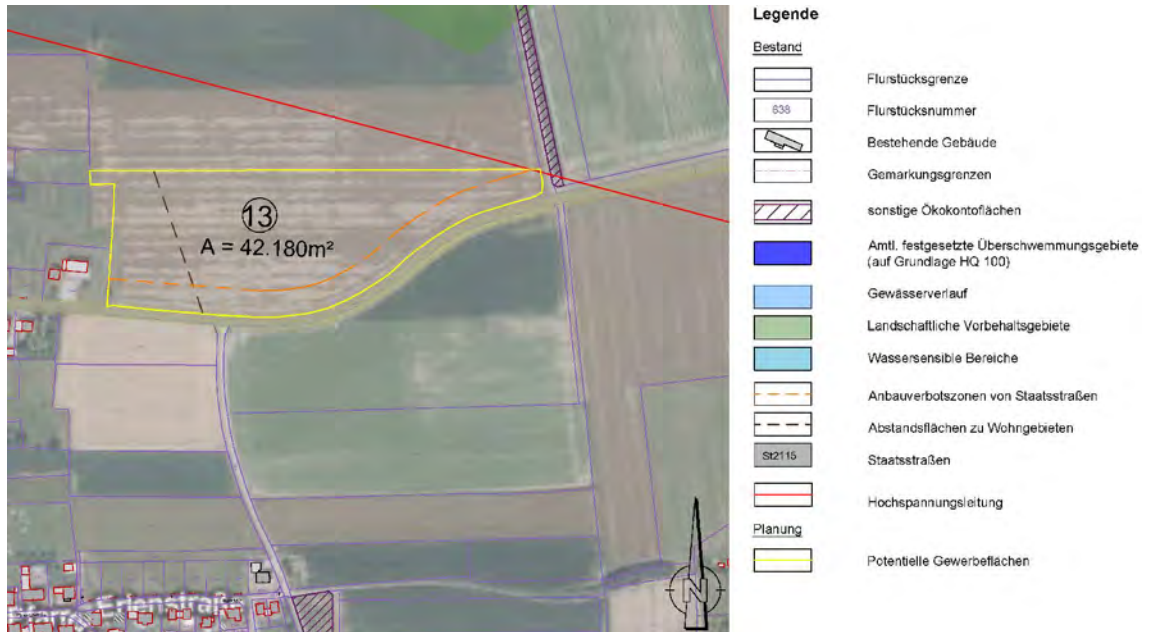 13
A = 42.180m²
Erlenstraße
N
Legende
Bestand
Flurstücksgrenze
638
Flurstücksnummer
Bestehende Gebäude
Gemarkungsgrenzen
sonstige Ökokontoflächen
Amtl. festgesetzte Überschwemmungsgebiete
(auf Grundlage HQ 100)
Gewässerverlauf
Landschaftliche Vorbehaltsgebiete
Wassersensible Bereiche
Anbauverbotszonen von Staatsstraßen
Abstandsflächen zu Wohngebieten
St2115
Staatsstraßen
Hochspannungsleitung
Planung
Potentielle Gewerbeflächen